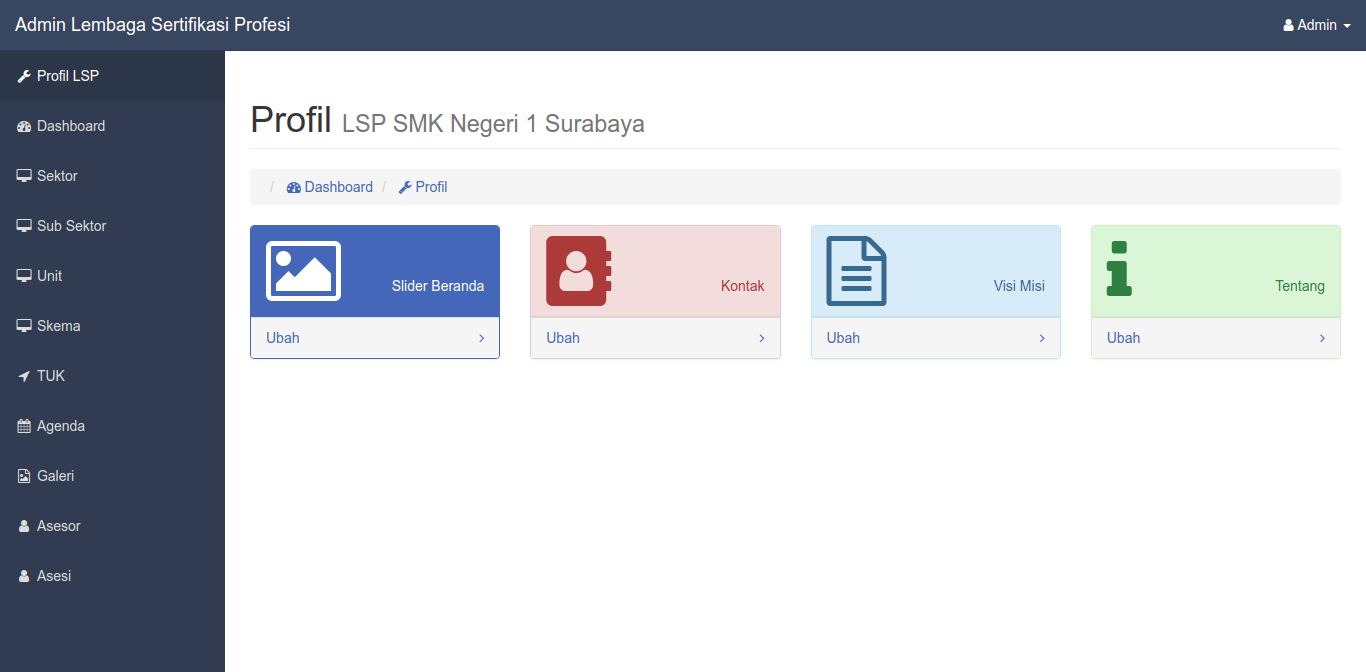 Admin Lembaga Sertifikasi Profesi
Admin
Profil LSP
Dashboard
Sektor
Sub Sektor
Unit
Skema
TUK
Agenda
Galeri
Asesor
Asesi
Profil LSP SMK Negeri 1 Surabaya
/ Dashboard / Profil
Slider Beranda
Ubah
Kontak
Ubah
Visi Misi
Ubah
Tentang
Ubah